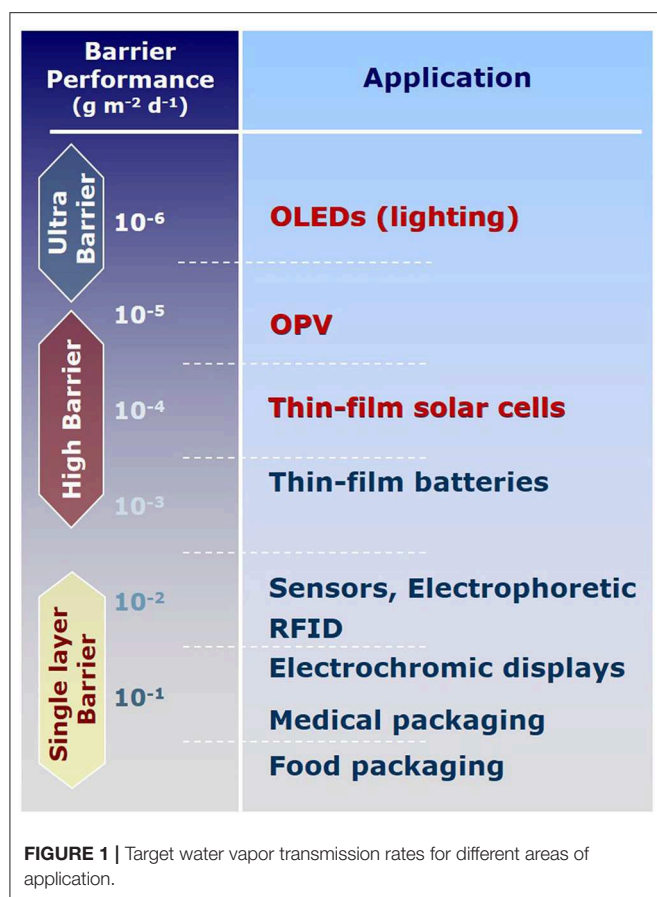 Barrier
Performance
(g m⁻² d⁻¹)
Application
Ultra
Barrier
10⁻⁶
OLEDs (lighting)
High Barrier
10⁻⁵
OPV
10⁻⁴
Thin-film solar cells
10⁻³
Thin-film batteries
Single layer
Barrier
10⁻²
Sensors, Electrophoretic
RFID
Electrochromic displays
10⁻¹
Medical packaging
Food packaging
FIGURE 1 | Target water vapor transmission rates for different areas of
application.